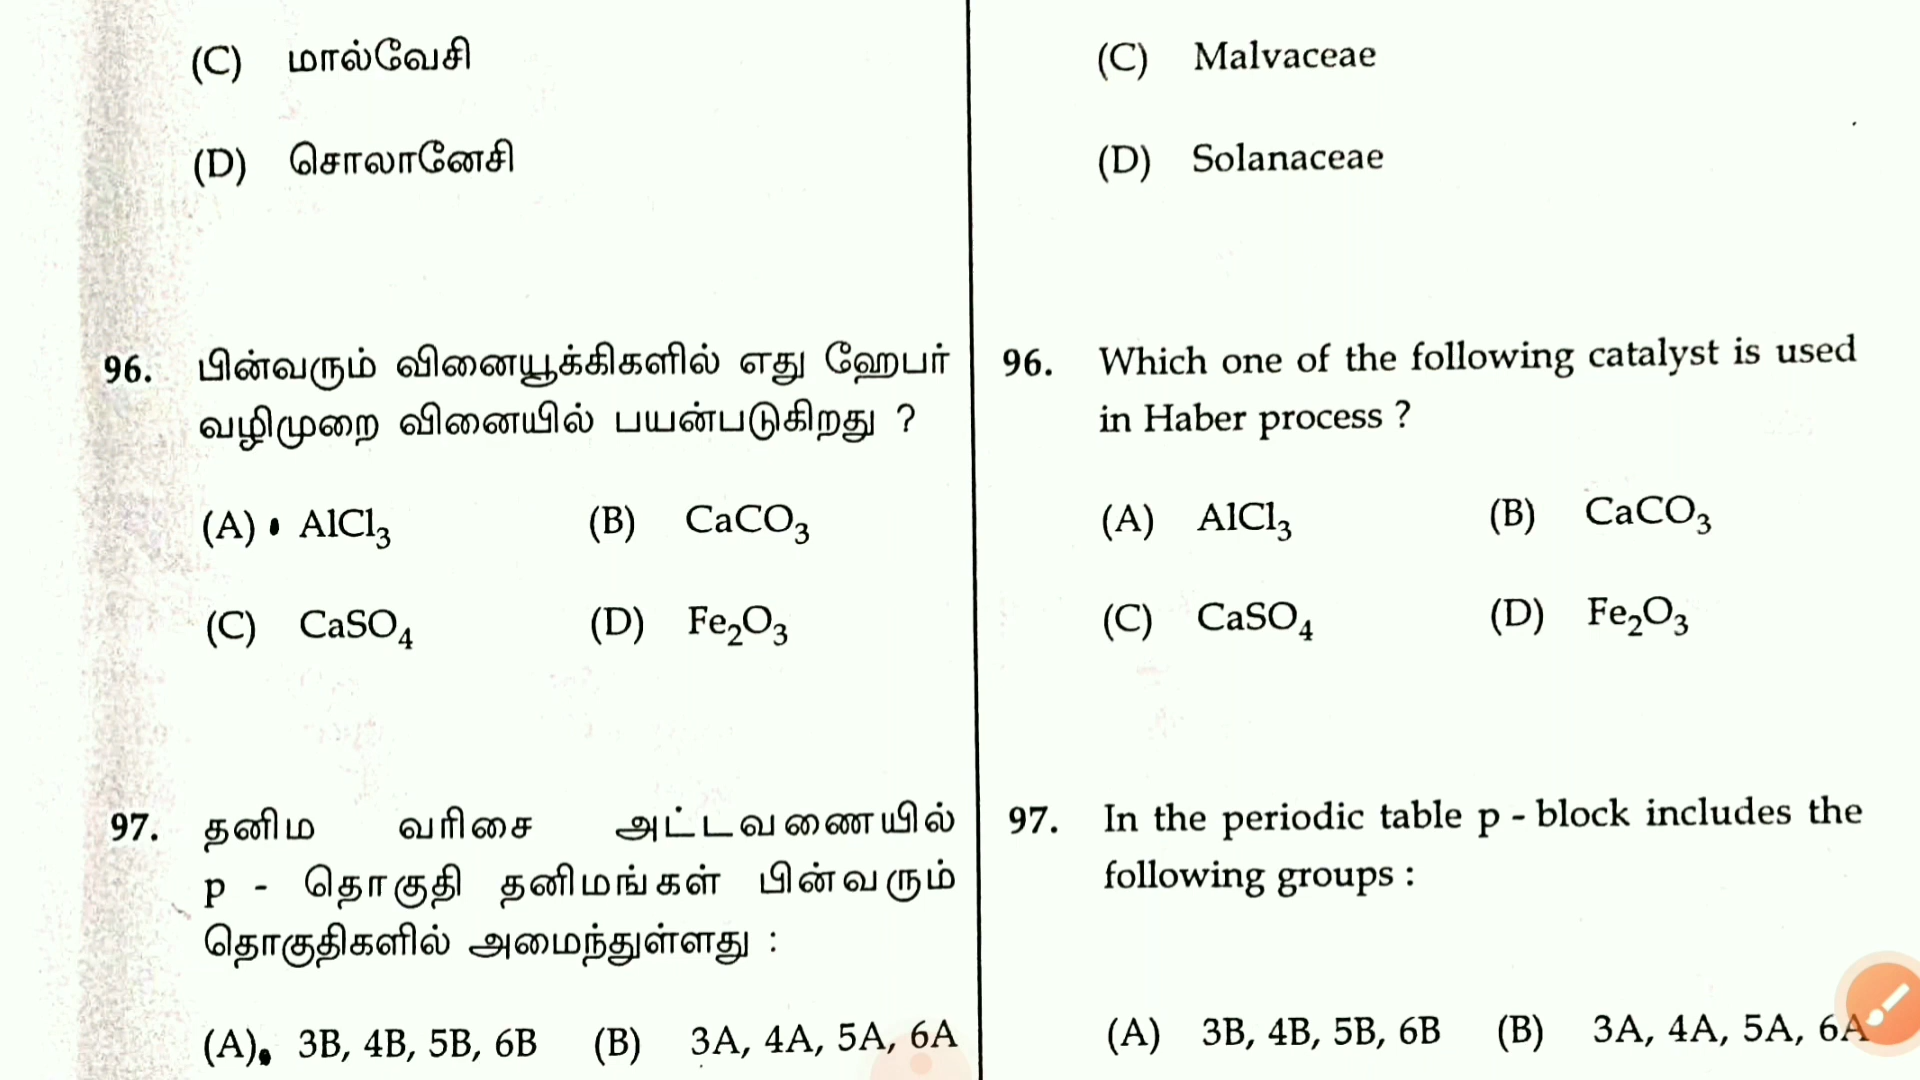 (C) மால்வேசி
(D) சொலானேசி
96. பின்வரும் வினையூக்கிகளில் எது ஹேபர்
வழிமுறை வினையில் பயன்படுகிறது ?
(A) AlCl₃ (B) CaCO₃
(C) CaSO₄ (D) Fe₂O₃
97. தனிம வரிசை அட்டவணையில்
p - தொகுதி தனிமங்கள் பின்வரும்
தொகுதிகளில் அமைந்துள்ளது :
(A) 3B, 4B, 5B, 6B (B) 3A, 4A, 5A, 6A
(C) Malvaceae
(D) Solanaceae
96. Which one of the following catalyst is used
in Haber process ?
(A) AlCl₃ (B) CaCO₃
(C) CaSO₄ (D) Fe₂O₃
97. In the periodic table p - block includes the
following groups :
(A) 3B, 4B, 5B, 6B (B) 3A, 4A, 5A, 6A